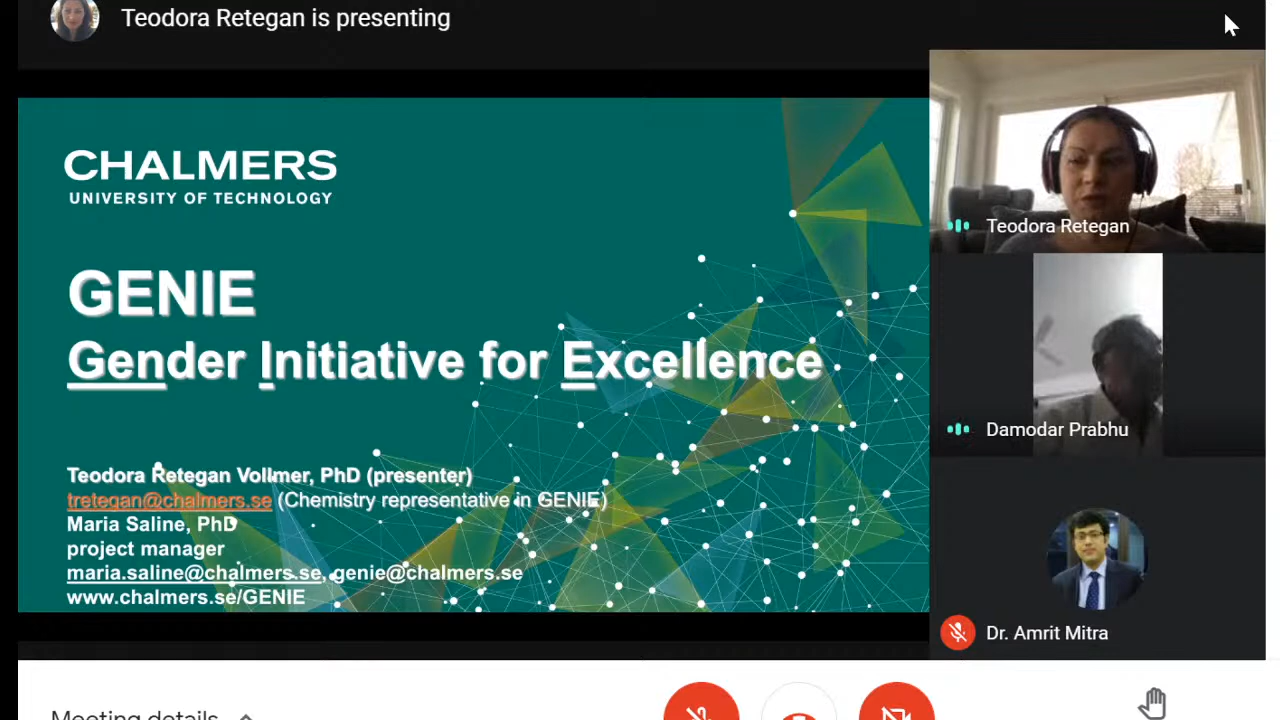 Teodora Retegan is presenting
CHALMERS
UNIVERSITY OF TECHNOLOGY
GENIE
Gender Initiative for Excellence
Teodora Retegan Vollmer, PhD (presenter)
tretegan@chalmers.se (Chemistry representative in GENIE)
Maria Saline, PhD
project manager
maria.saline@chalmers.se, genie@chalmers.se
www.chalmers.se/GENIE
Teodora Retegan
Damodar Prabhu
Dr. Amrit Mitra
Meeting details